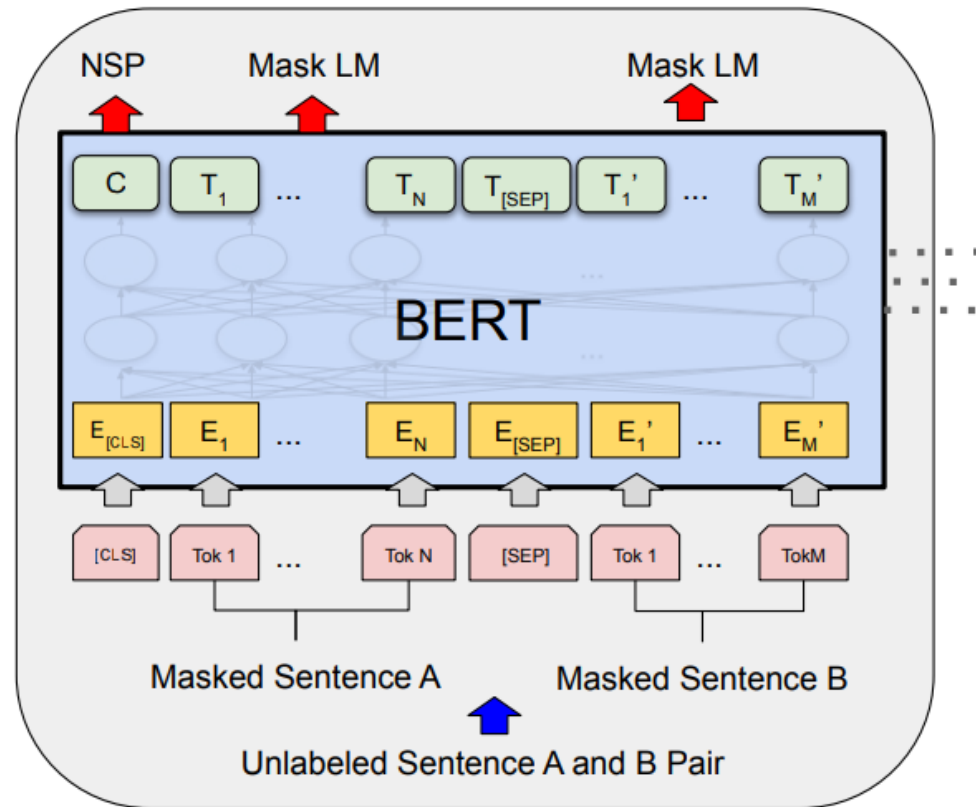 NSP Mask LM Mask LM
C T1 ... TN T[SEP] T1' ... TM'
...
BERT
...
E[CLS] E1 ... EN E[SEP] E1' ... EM'
[CLS] Tok 1 ... Tok N [SEP] Tok 1 ... TokM
Masked Sentence A Masked Sentence B
Unlabeled Sentence A and B Pair